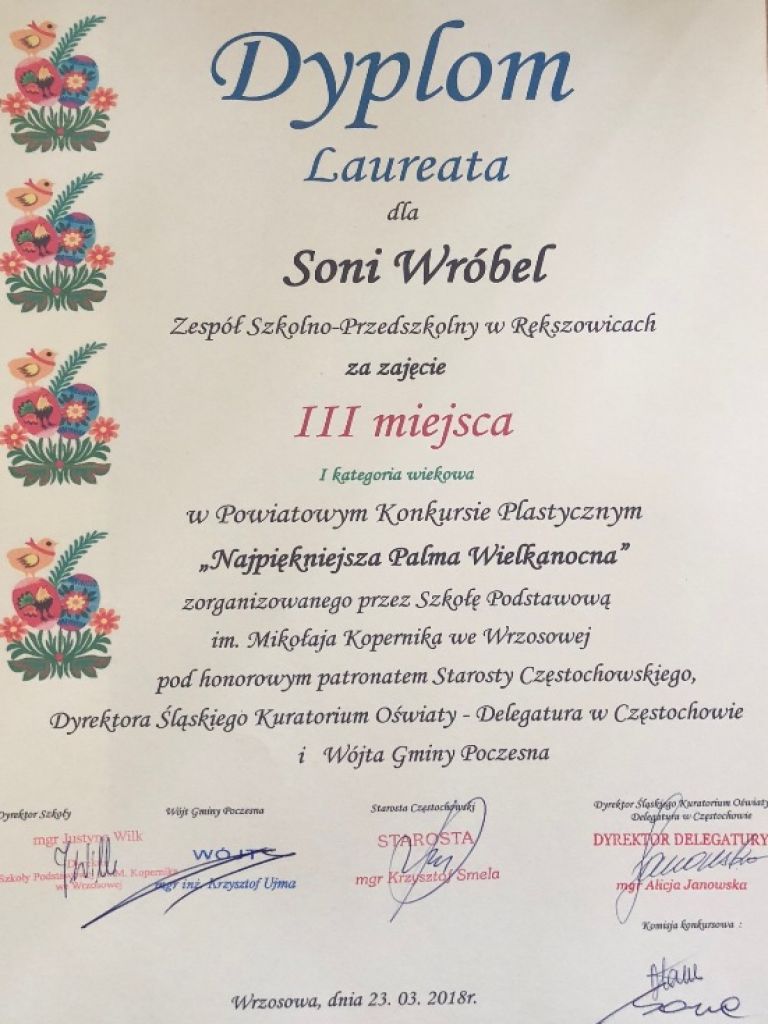 Dyplom
Laureata
dla
Soni Wróbel
Zespół Szkolno-Przedszkolny w Rększowicach
za zajęcie
III miejsca
I kategoria wiekowa
w Powiatowym Konkursie Plastycznym
„Najpiękniejsza Palma Wielkanocna”
zorganizowanego przez Szkołę Podstawową
im. Mikołaja Kopernika we Wrzosowej
pod honorowym patronatem Starosty Częstochowskiego,
Dyrektora Śląskiego Kuratorium Oświaty - Delegatura w Częstochowie
i Wójta Gminy Poczesna
Dyrektor Szkoły
mgr Justyna Wilk
Szkoły M. Kopernika
we Wrzosowej
Wójt Gminy Poczesna
WÓJT
mgr inż. Krzysztof Ujma
Starosta Częstochowski
STAROSTA
mgr Krzysztof Smela
Dyrektor Śląskiego Kuratorium Oświaty
Delegatura w Częstochowie
DYREKTOR DELEGATURY
mgr Alicja Janowska
Komisja konkursowa :
Wrzosowa, dnia 23. 03. 2018r.